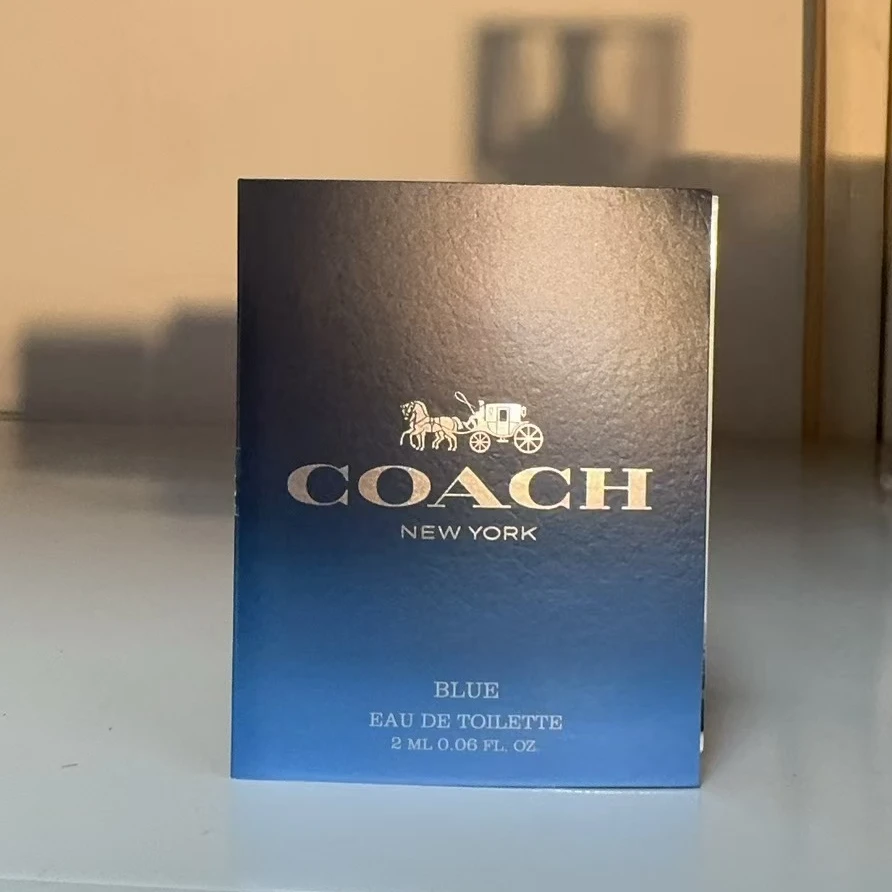 COACH
NEW YORK
BLUE
EAU DE TOILETTE
2 ML 0.06 FL. OZ.